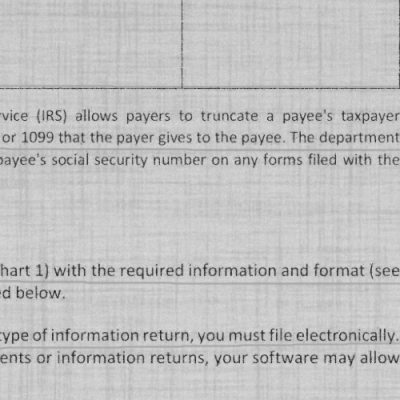 rvice (IRS) allows payers to truncate a payee's taxpayer
or 1099 that the payer gives to the payee. The department
payee's social security number on any forms filed with the
hart 1) with the required information and format (see
ed below.
type of information return, you must file electronically.
ents or information returns, your software may allow